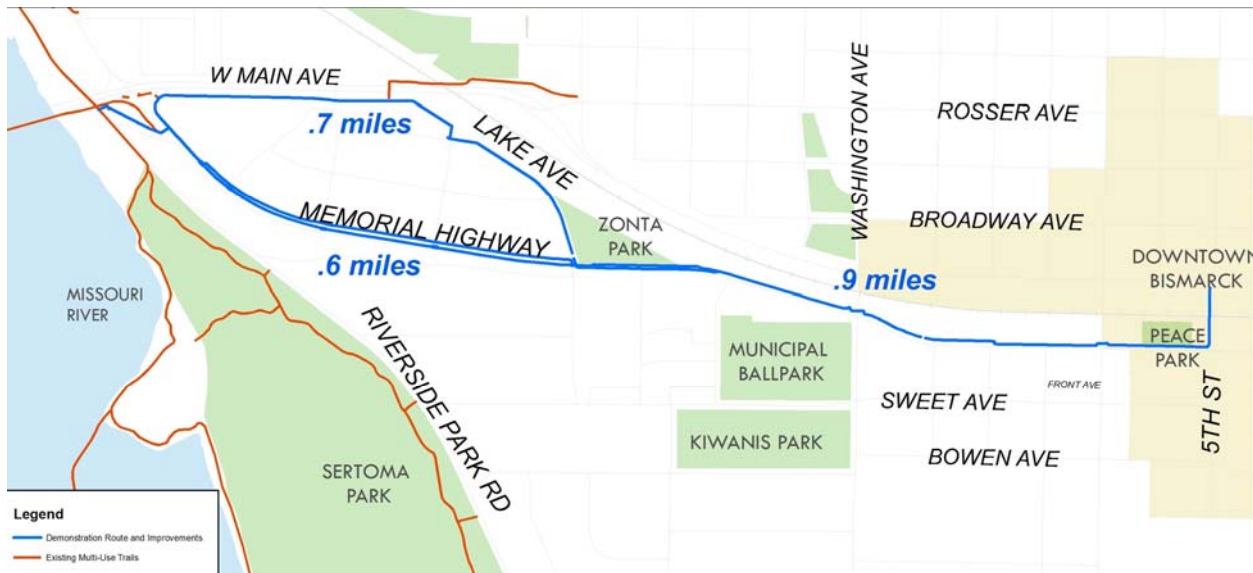 W MAIN AVE
.7 miles
LAKE AVE
WASHINGTON AVE
ROSSER AVE
MEMORIAL HIGHWAY
.6 miles
ZONTA
PARK
BROADWAY AVE
.9 miles
DOWNTOWN
BISMARCK
MISSOURI
RIVER
RIVERSIDE PARK RD
MUNICIPAL
BALLPARK
PEACE
PARK
FRONT AVE
SWEET AVE
5TH ST
KIWANIS PARK
BOWEN AVE
SERTOMA
PARK
Legend
Demonstration Route and Improvements
Existing Multi-Use Trails